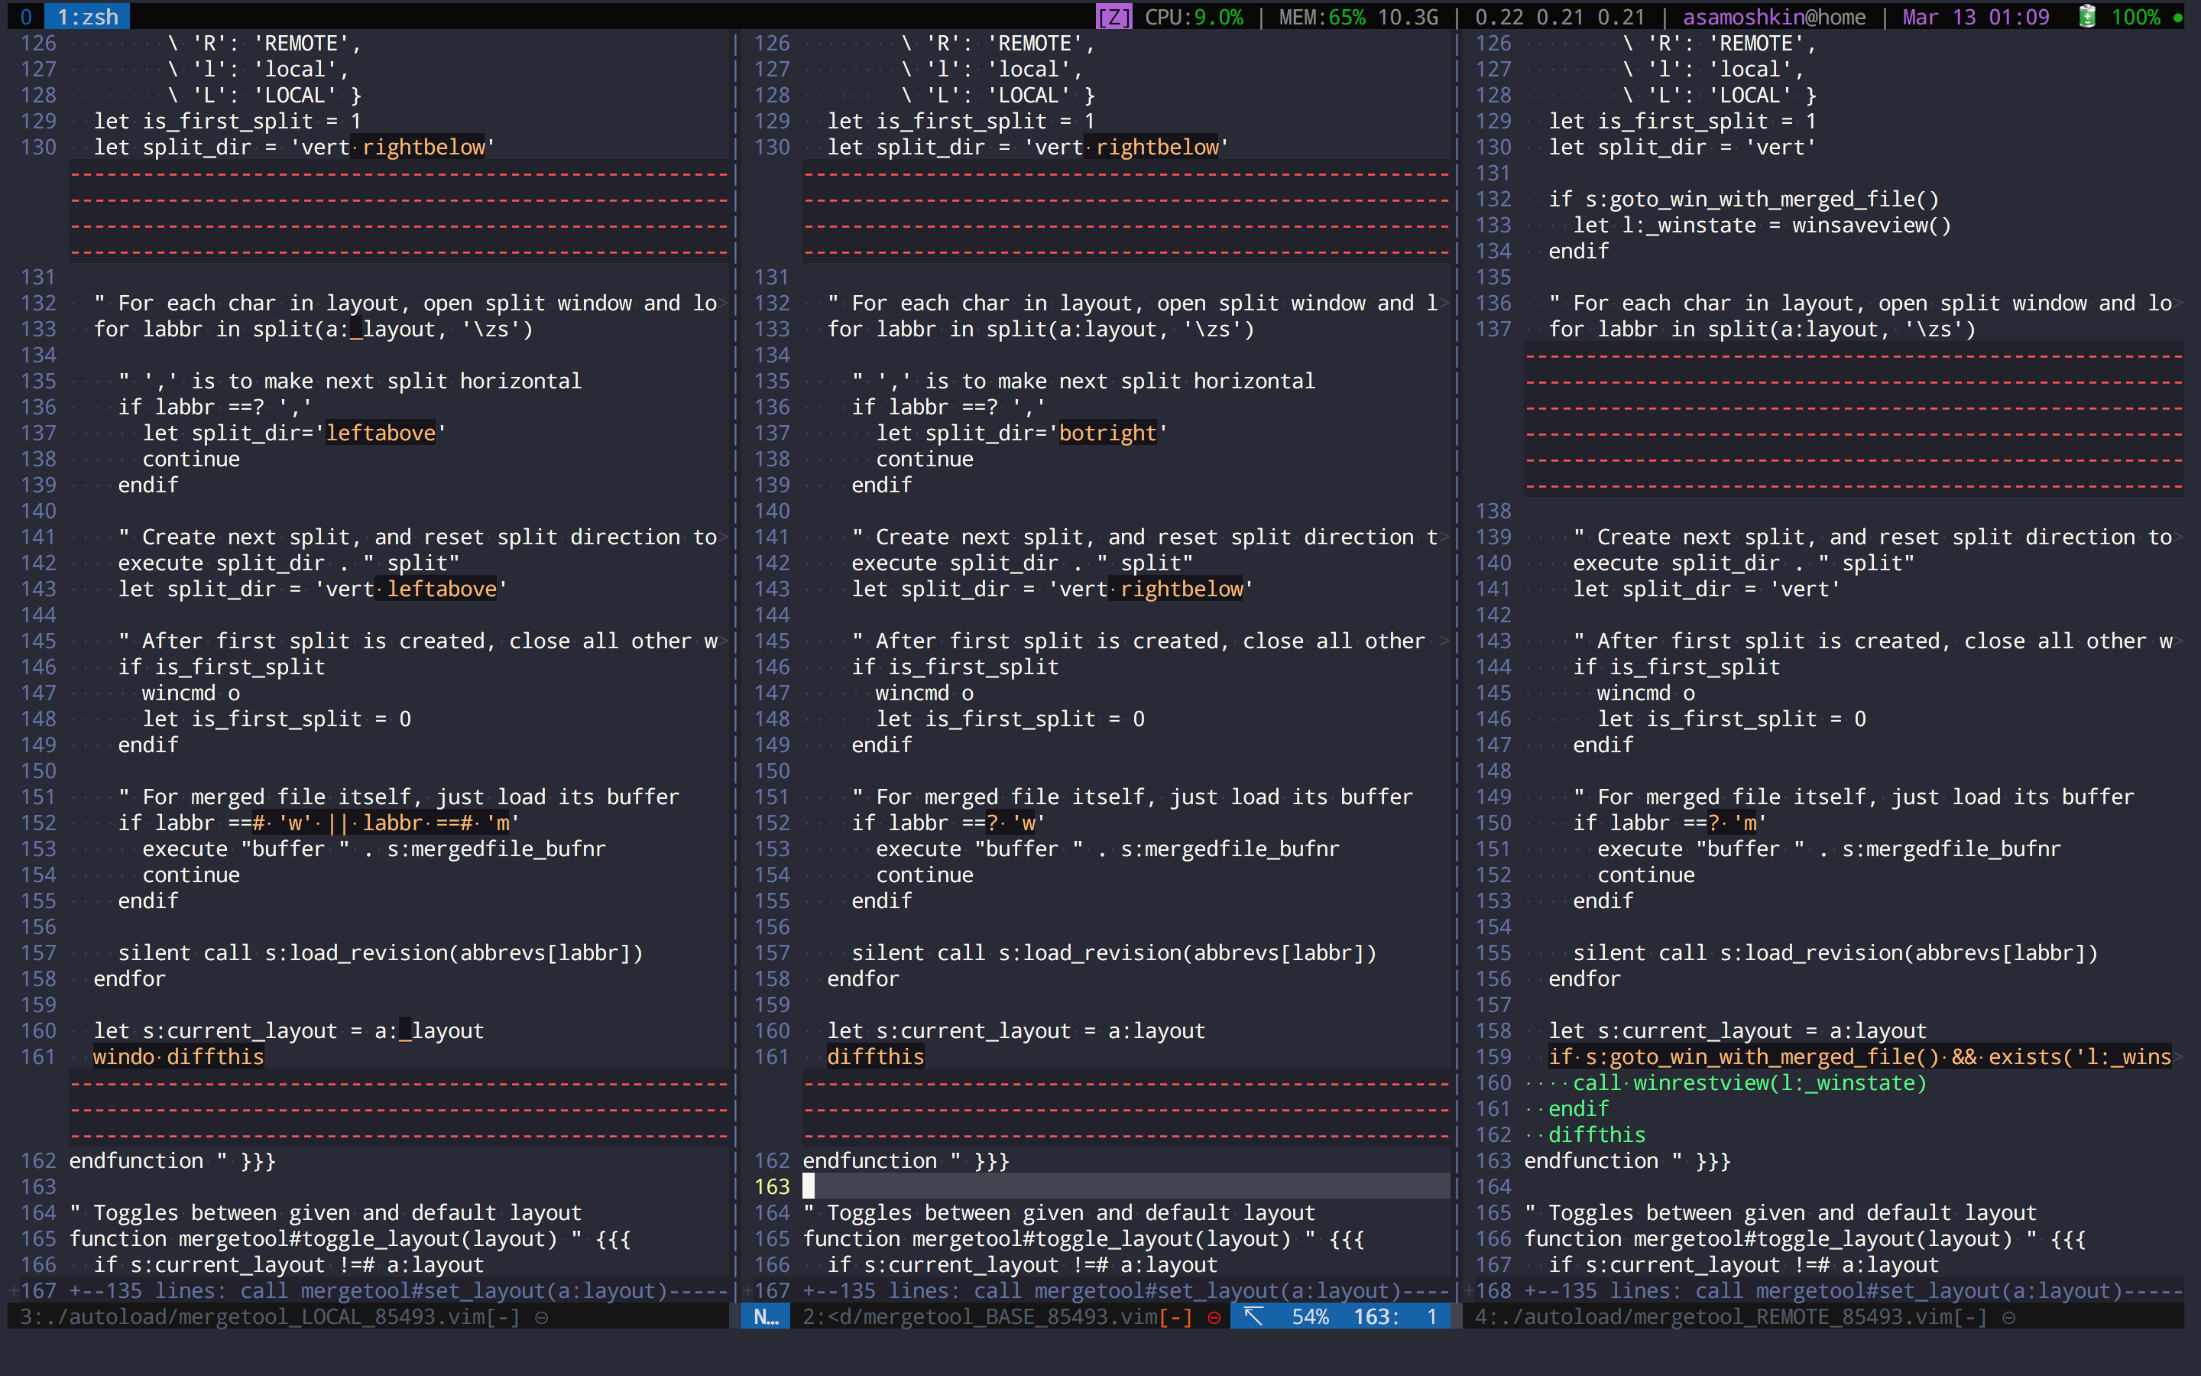 0 1:zsh [Z] CPU:9.0% | MEM:65% 10.3G | 0.22 0.21 0.21 | asamoshkin@home | Mar 13 01:09 100%
126 \ 'R': 'REMOTE',
127 \ 'l': 'local',
128 \ 'L': 'LOCAL' }
129 let is_first_split = 1
130 let split_dir = 'vert rightbelow'
131
132 " For each char in layout, open split window and lo>
133 for labbr in split(a:_layout, '\zs')
134
135 " ',' is to make next split horizontal
136 if labbr ==? ','
137 let split_dir='leftabove'
138 continue
139 endif
140
141 " Create next split, and reset split direction to>
142 execute split_dir . " split"
143 let split_dir = 'vert leftabove'
144
145 " After first split is created, close all other w>
146 if is_first_split
147 wincmd o
148 let is_first_split = 0
149 endif
150
151 " For merged file itself, just load its buffer
152 if labbr ==# 'w' || labbr ==# 'm'
153 execute "buffer " . s:mergedfile_bufnr
154 continue
155 endif
156
157 silent call s:load_revision(abbrevs[labbr])
158 endfor
159
160 let s:current_layout = a:_layout
161 windo diffthis
162 endfunction " }}}
163
164 " Toggles between given and default layout
165 function mergetool#toggle_layout(layout) " {{{
166 if s:current_layout !=# a:layout
+167 +--135 lines: call mergetool#set_layout(a:layout)-----
3:./autoload/mergetool_LOCAL_85493.vim[-] ⊝
126 \ 'R': 'REMOTE',
127 \ 'l': 'local',
128 \ 'L': 'LOCAL' }
129 let is_first_split = 1
130 let split_dir = 'vert rightbelow'
131
132 " For each char in layout, open split window and l>
133 for labbr in split(a:layout, '\zs')
134
135 " ',' is to make next split horizontal
136 if labbr ==? ','
137 let split_dir='botright'
138 continue
139 endif
140
141 " Create next split, and reset split direction t>
142 execute split_dir . " split"
143 let split_dir = 'vert rightbelow'
144
145 " After first split is created, close all other >
146 if is_first_split
147 wincmd o
148 let is_first_split = 0
149 endif
150
151 " For merged file itself, just load its buffer
152 if labbr ==? 'w'
153 execute "buffer " . s:mergedfile_bufnr
154 continue
155 endif
156
157 silent call s:load_revision(abbrevs[labbr])
158 endfor
159
160 let s:current_layout = a:layout
161 diffthis
162 endfunction " }}}
163
164 " Toggles between given and default layout
165 function mergetool#toggle_layout(layout) " {{{
166 if s:current_layout !=# a:layout
+167 +--135 lines: call mergetool#set_layout(a:layout)----
N… 2:<d/mergetool_BASE_85493.vim[-] ⊝ 54% 163: 1
126 \ 'R': 'REMOTE',
127 \ 'l': 'local',
128 \ 'L': 'LOCAL' }
129 let is_first_split = 1
130 let split_dir = 'vert'
131
132 if s:goto_win_with_merged_file()
133 let l:_winstate = winsaveview()
134 endif
135
136 " For each char in layout, open split window and lo>
137 for labbr in split(a:layout, '\zs')
138
139 " Create next split, and reset split direction to>
140 execute split_dir . " split"
141 let split_dir = 'vert'
142
143 " After first split is created, close all other w>
144 if is_first_split
145 wincmd o
146 let is_first_split = 0
147 endif
148
149 " For merged file itself, just load its buffer
150 if labbr ==? 'm'
151 execute "buffer " . s:mergedfile_bufnr
152 continue
153 endif
154
155 silent call s:load_revision(abbrevs[labbr])
156 endfor
157
158 let s:current_layout = a:layout
159 if s:goto_win_with_merged_file() && exists('l:_wins>
160 call winrestview(l:_winstate)
161 endif
162 diffthis
163 endfunction " }}}
164
165 " Toggles between given and default layout
166 function mergetool#toggle_layout(layout) " {{{
167 if s:current_layout !=# a:layout
+168 +--135 lines: call mergetool#set_layout(a:layout)-----
4:./autoload/mergetool_REMOTE_85493.vim[-] ⊝